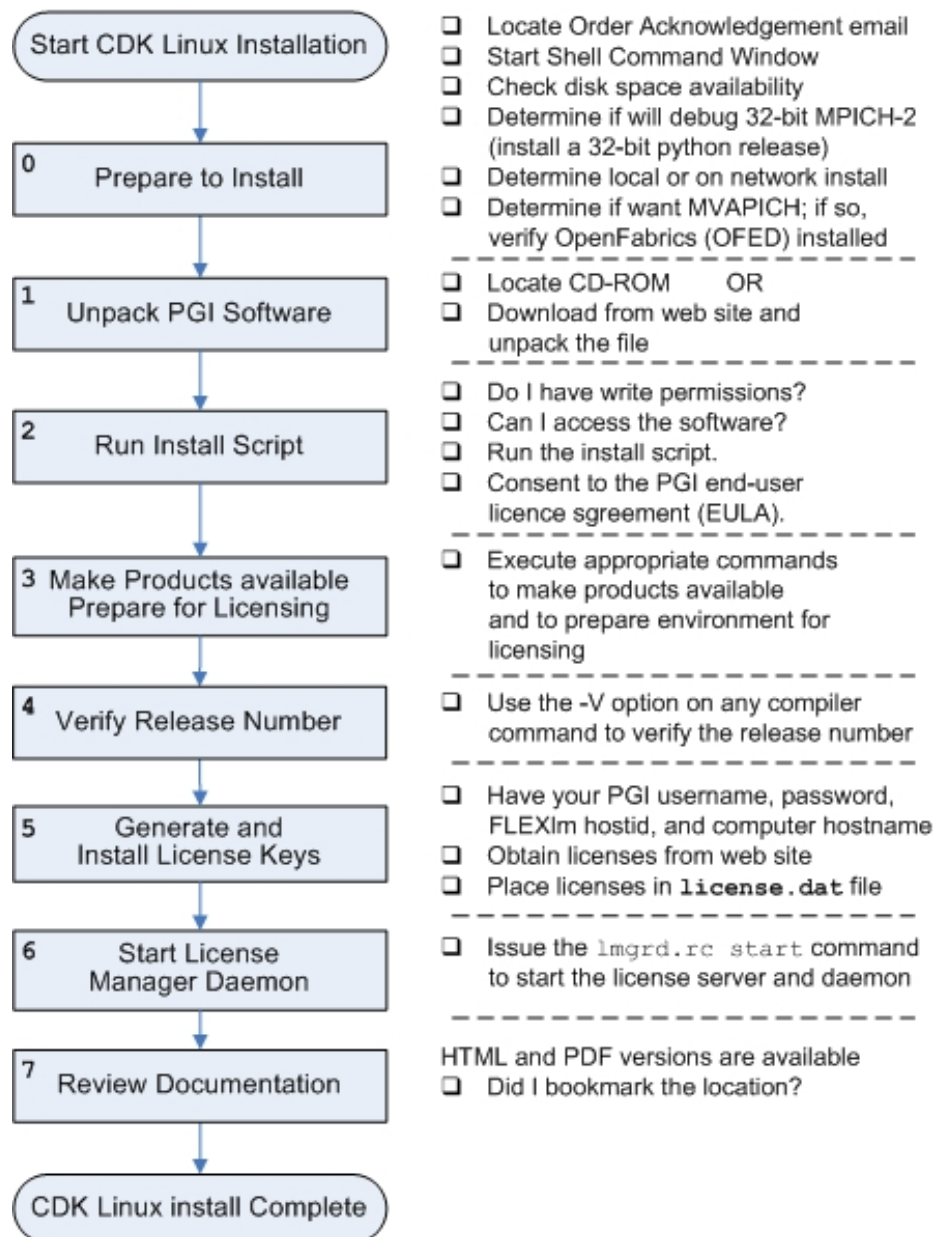 Start CDK Linux Installation
❑ Locate Order Acknowledgement email
❑ Start Shell Command Window
❑ Check disk space availability
❑ Determine if will debug 32-bit MPICH-2
(install a 32-bit python release)
❑ Determine local or on network install
❑ Determine if want MVAPICH; if so,
verify OpenFabrics (OFED) installed
0
Prepare to Install
1
Unpack PGI Software
❑ Locate CD-ROM OR
❑ Download from web site and
unpack the file
2
Run Install Script
❑ Do I have write permissions?
❑ Can I access the software?
❑ Run the install script.
❑ Consent to the PGI end-user
licence sgreement (EULA).
3 Make Products available
Prepare for Licensing
❑ Execute appropriate commands
to make products available
and to prepare environment for
licensing
4
Verify Release Number
❑ Use the -V option on any compiler
command to verify the release number
5 Generate and
Install License Keys
❑ Have your PGI username, password,
FLEXlm hostid, and computer hostname
❑ Obtain licenses from web site
❑ Place licenses in license.dat file
6 Start License
Manager Daemon
❑ Issue the lmgrd.rc start command
to start the license server and daemon
7
Review Documentation
HTML and PDF versions are available
❑ Did I bookmark the location?
CDK Linux install Complete